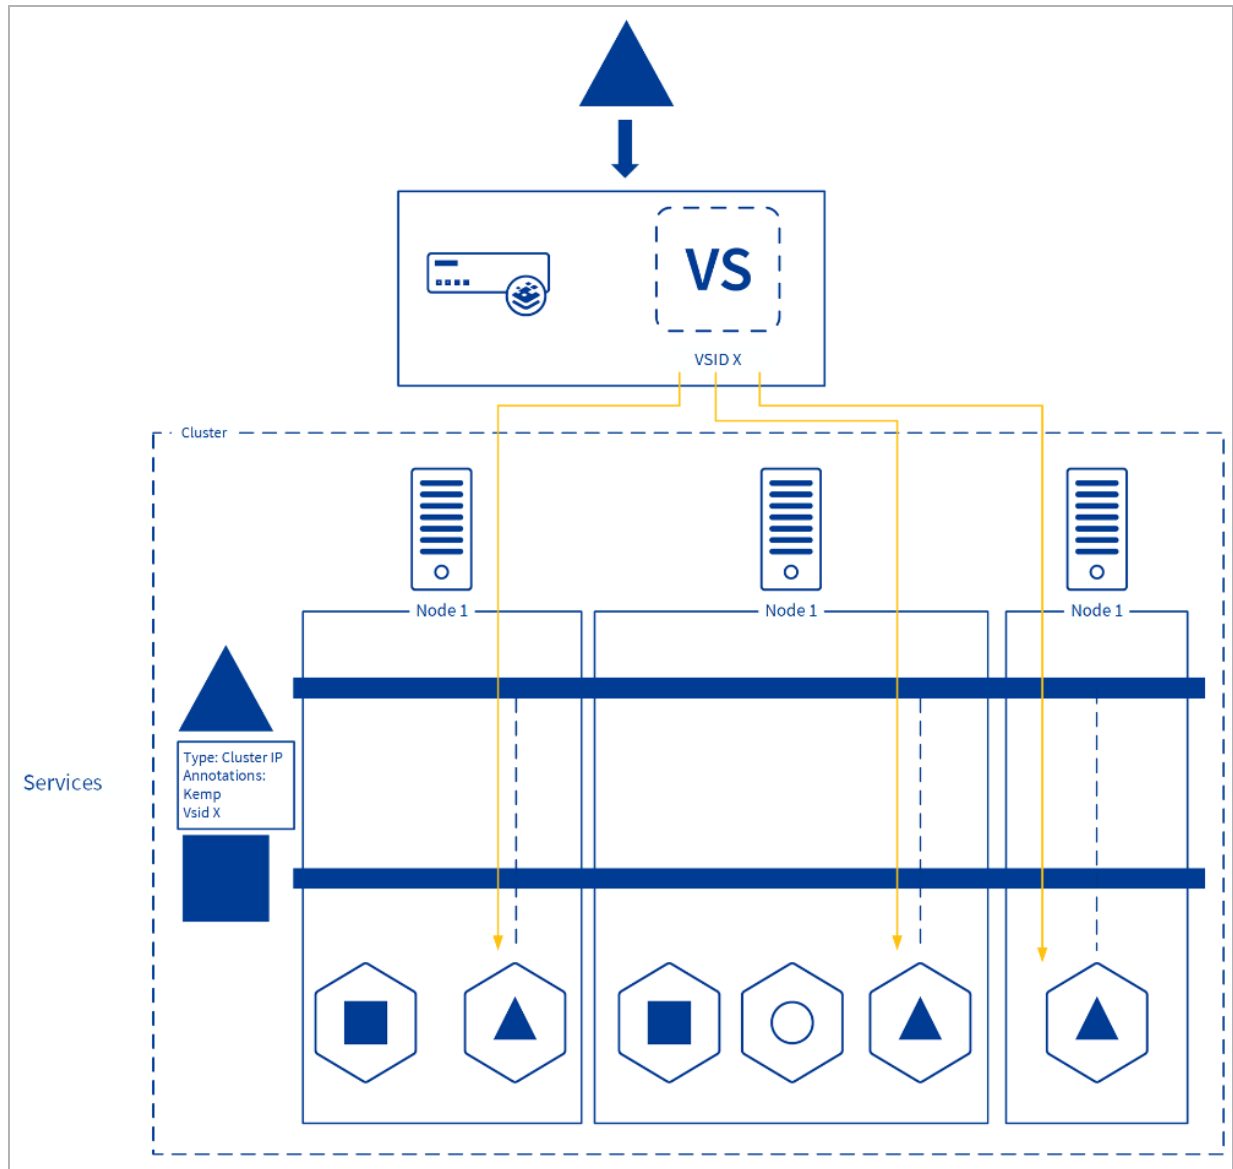 VS
VSID X
Cluster
Node 1
Node 1
Node 1
Services
Type: Cluster IP
Annotations:
Kemp
Vsid X